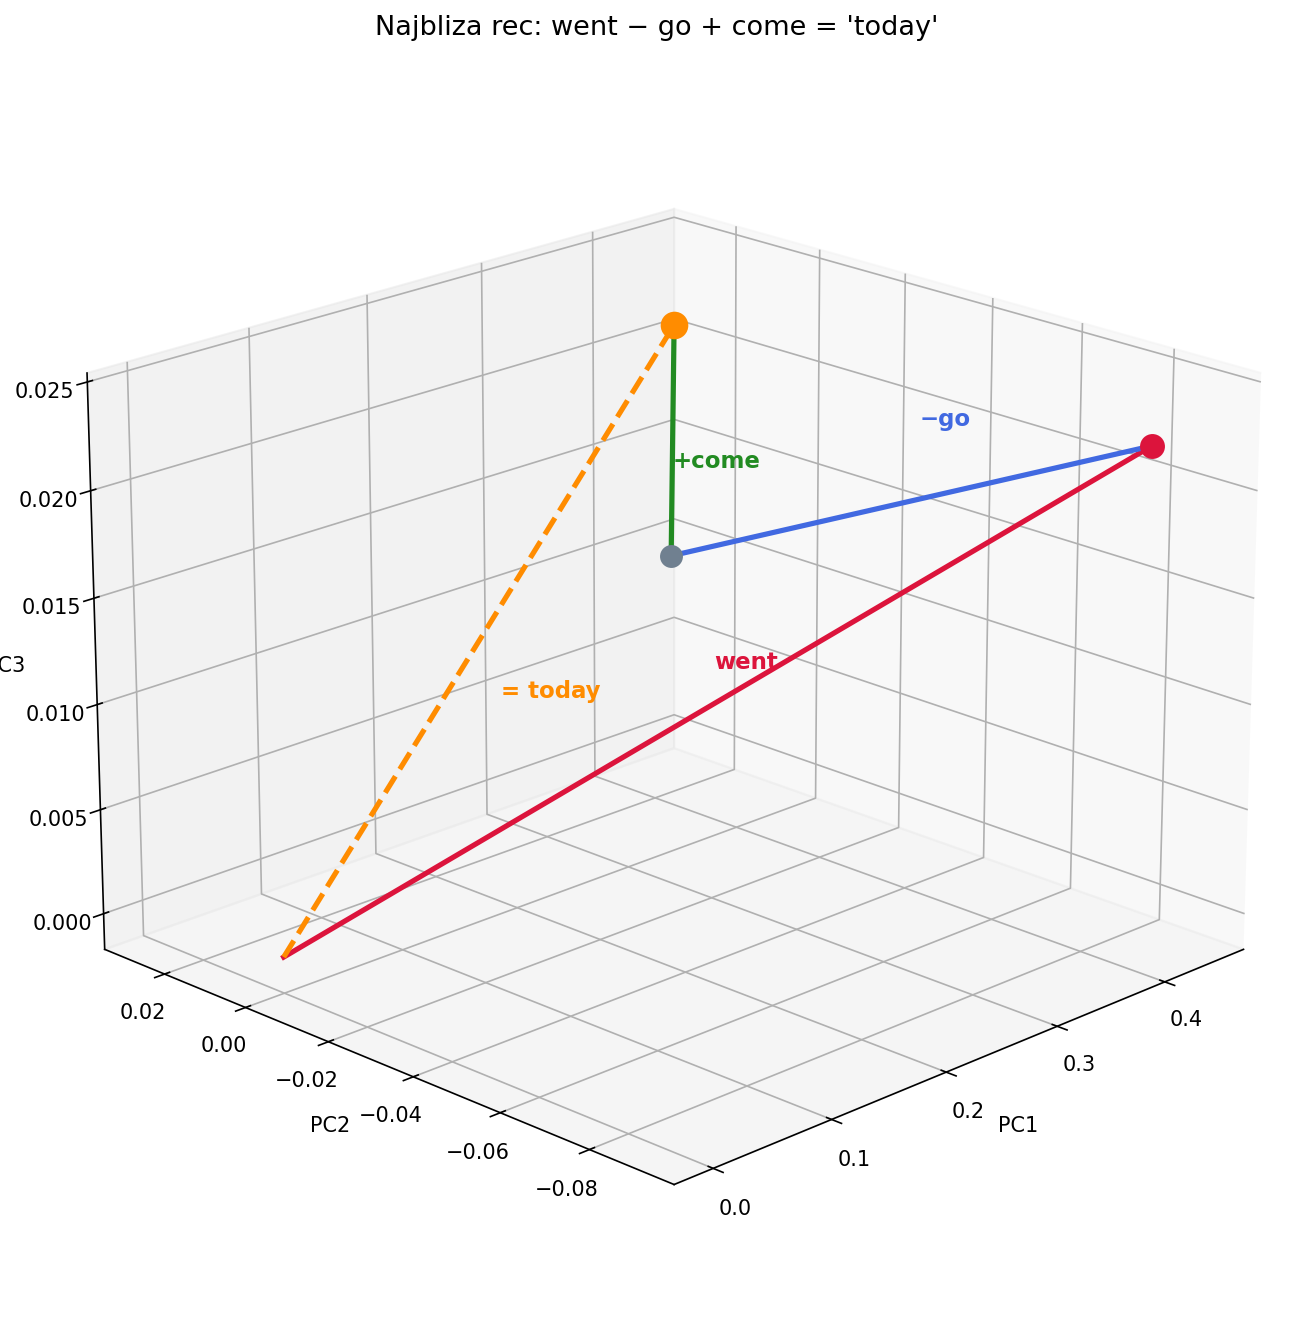 Najbliza rec: went − go + come = 'today'
0.025
−go
+come
0.020
0.015
C3
went
= today
0.010
0.005
0.000
0.02
0.00
−0.02
−0.04
−0.06
−0.08
PC2
0.4
0.3
0.2
0.1
0.0
PC1